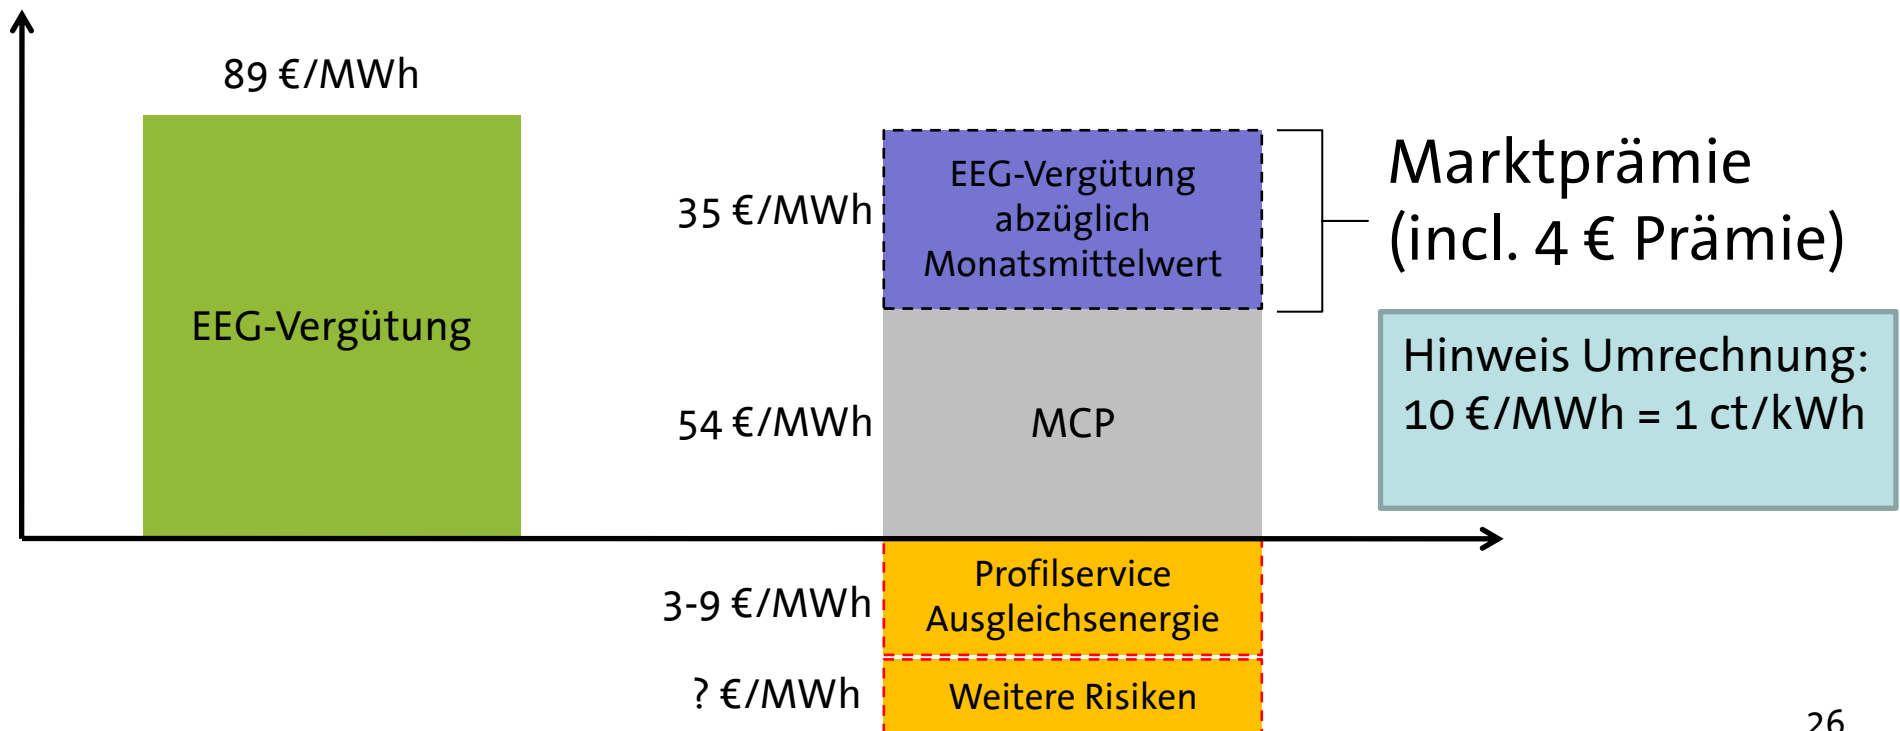 89 €/MWh
EEG-Vergütung
35 €/MWh
EEG-Vergütung
abzüglich
Monatsmittelwert
Marktprämie
(incl. 4 € Prämie)
Hinweis Umrechnung:
10 €/MWh = 1 ct/kWh
54 €/MWh
MCP
3-9 €/MWh
Profilservice
Ausgleichsenergie
? €/MWh
Weitere Risiken
26